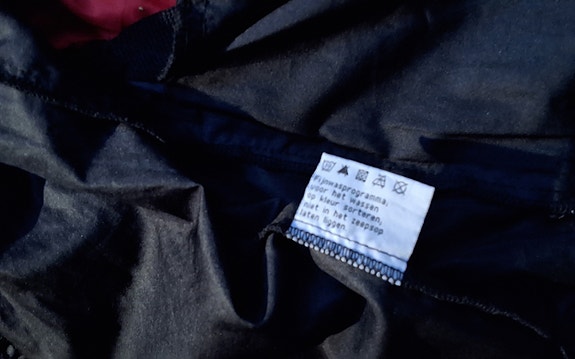 Fijnwasprogramma,
voor het wassen
op kleur sorteren,
niet in het zeepsop
laten liggen.